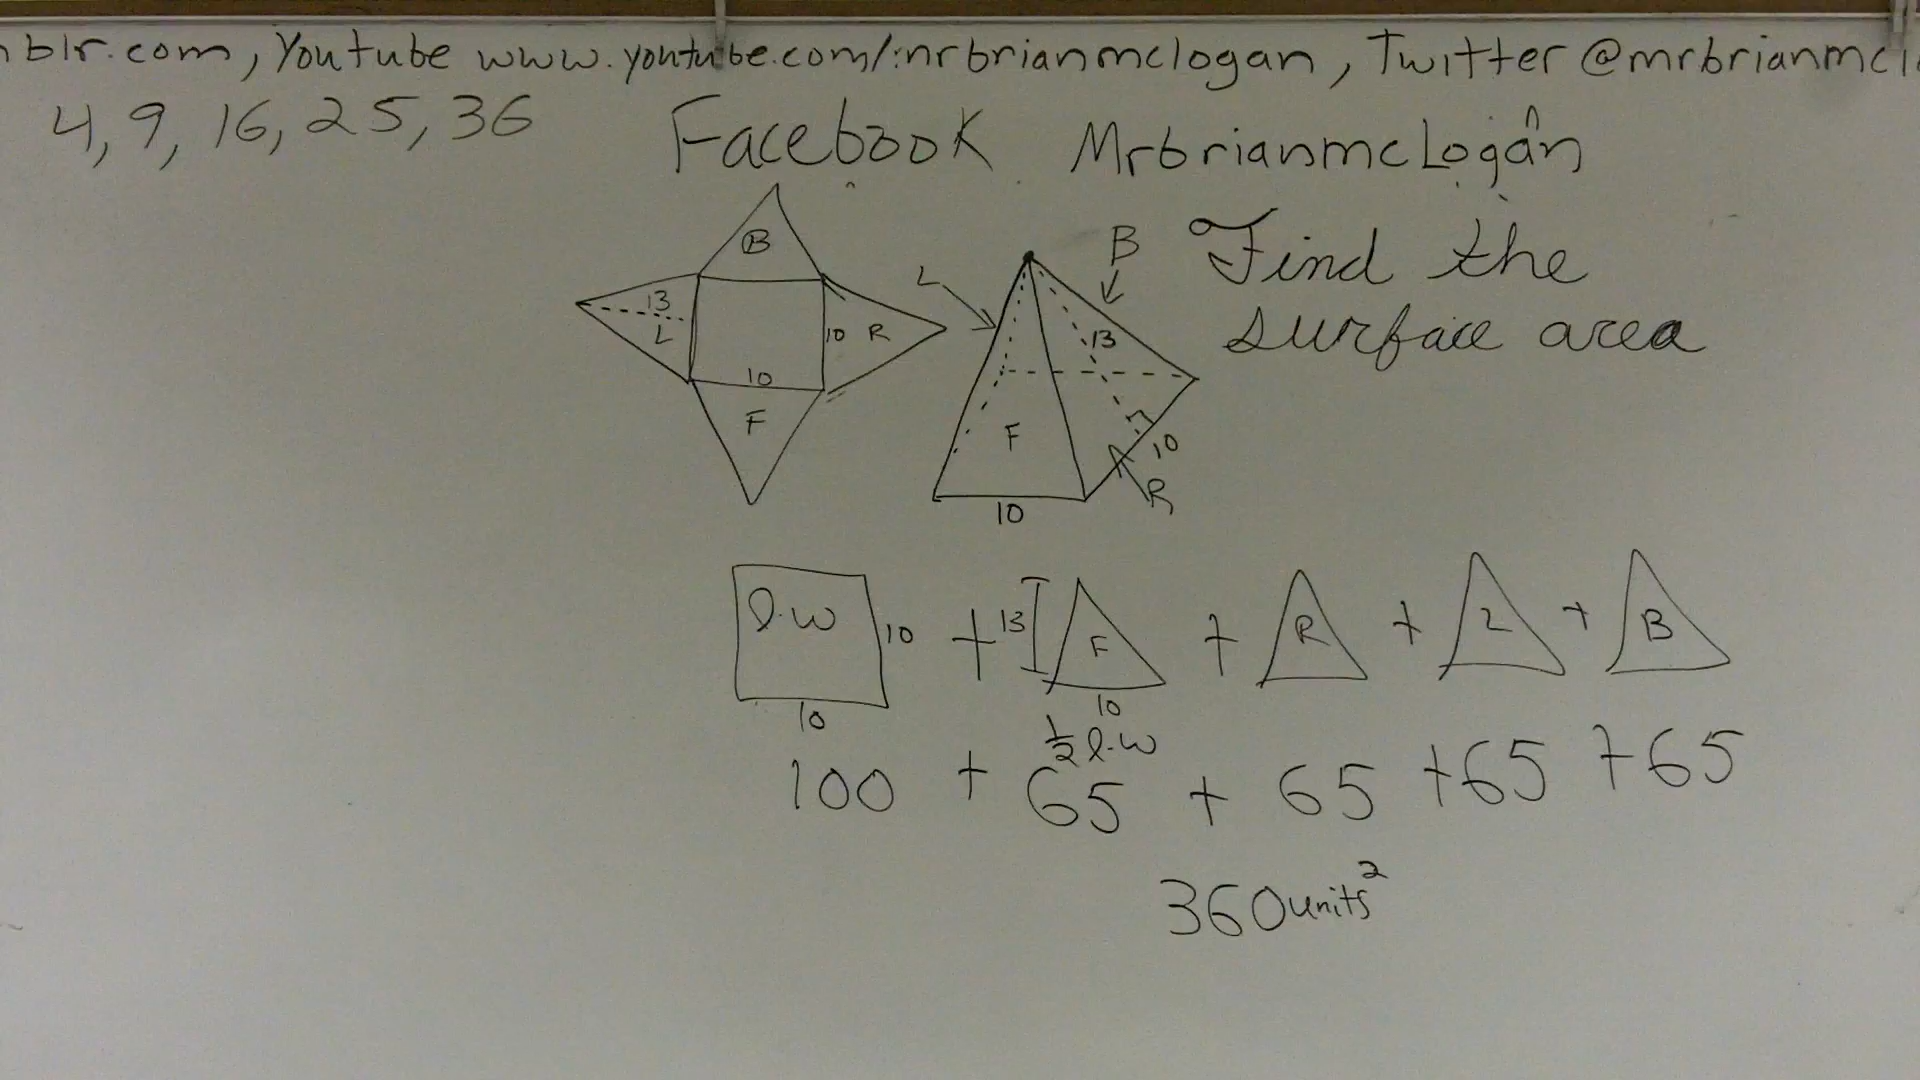 blr.com, Youtube www.youtube.com/mrbrianmclogan, Twitter @mrbrianmcl
4, 9, 16, 25, 36
Facebook MrbrianmcLogan
B
13
L
10
R
10
F
L
B
13
F
10
R
10
Find the
surface area
l·w
10
10
+
13
F
10
½ l·w
+
R
+
L
+
B
100 + 65 + 65 + 65 + 65
360 units²